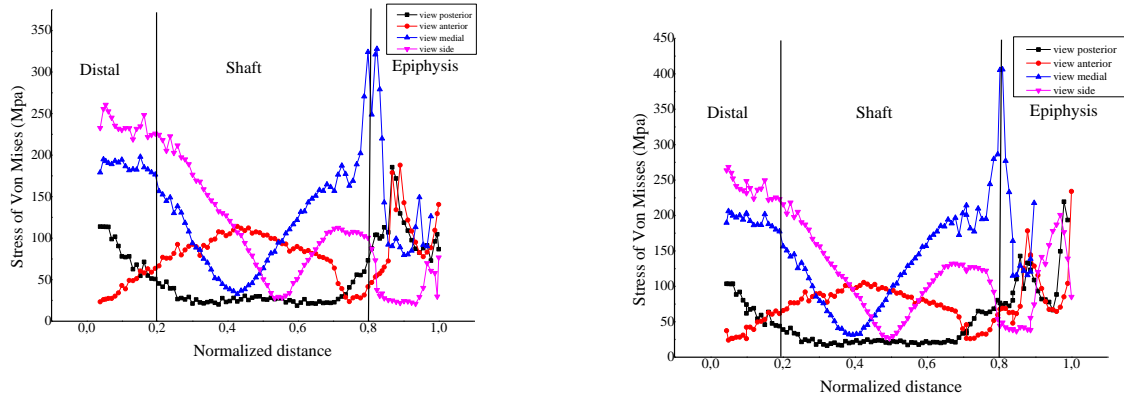 350
300
250
200
150
100
50
0
Stress of Von Mises (Mpa)
0,0
0,2
0,4
0,6
0,8
1,0
Normalized distance
Distal
Shaft
Epiphysis
view posterior
view anterior
view medial
view side
450
400
350
300
250
200
150
100
50
0
Stress of Von Misses (Mpa)
0,0
0,2
0,4
0,6
0,8
1,0
Normalized distance
Distal
Shaft
Epiphysis
view posterior
view anterior
view medial
view side